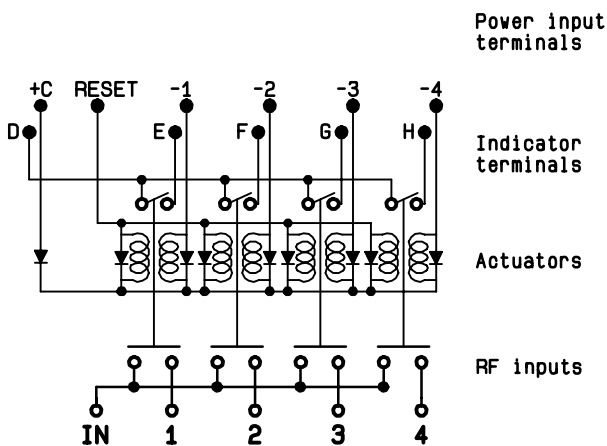 Power input
terminals
+C RESET -1 -2 -3 -4
D E F G H
Indicator
terminals
Actuators
RF inputs
IN 1 2 3 4